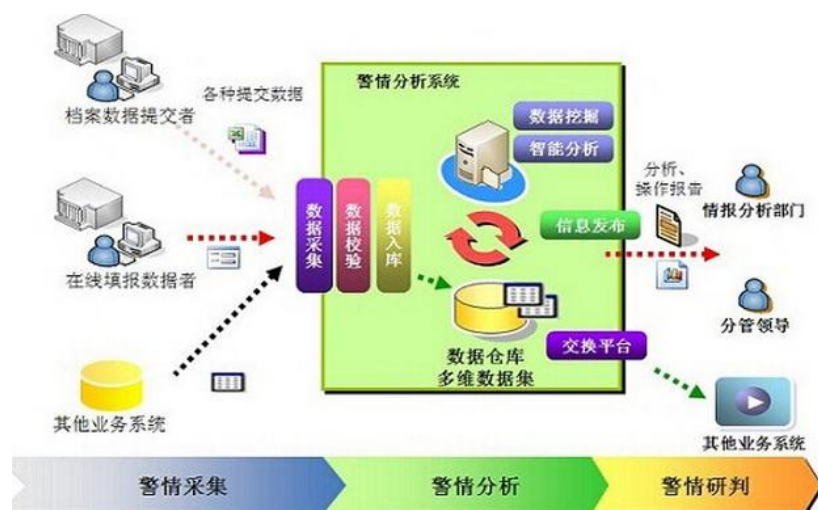 警情分析系统
档案数据提交者
各种提交数据
数据挖掘
智能分析
数据采集
数据校验
数据入库
分析、
操作报告
情报分析部门
信息发布
在线填报数据者
分管领导
数据仓库
多维数据集
交换平台
其他业务系统
其他业务系统
警情采集
警情分析
警情研判